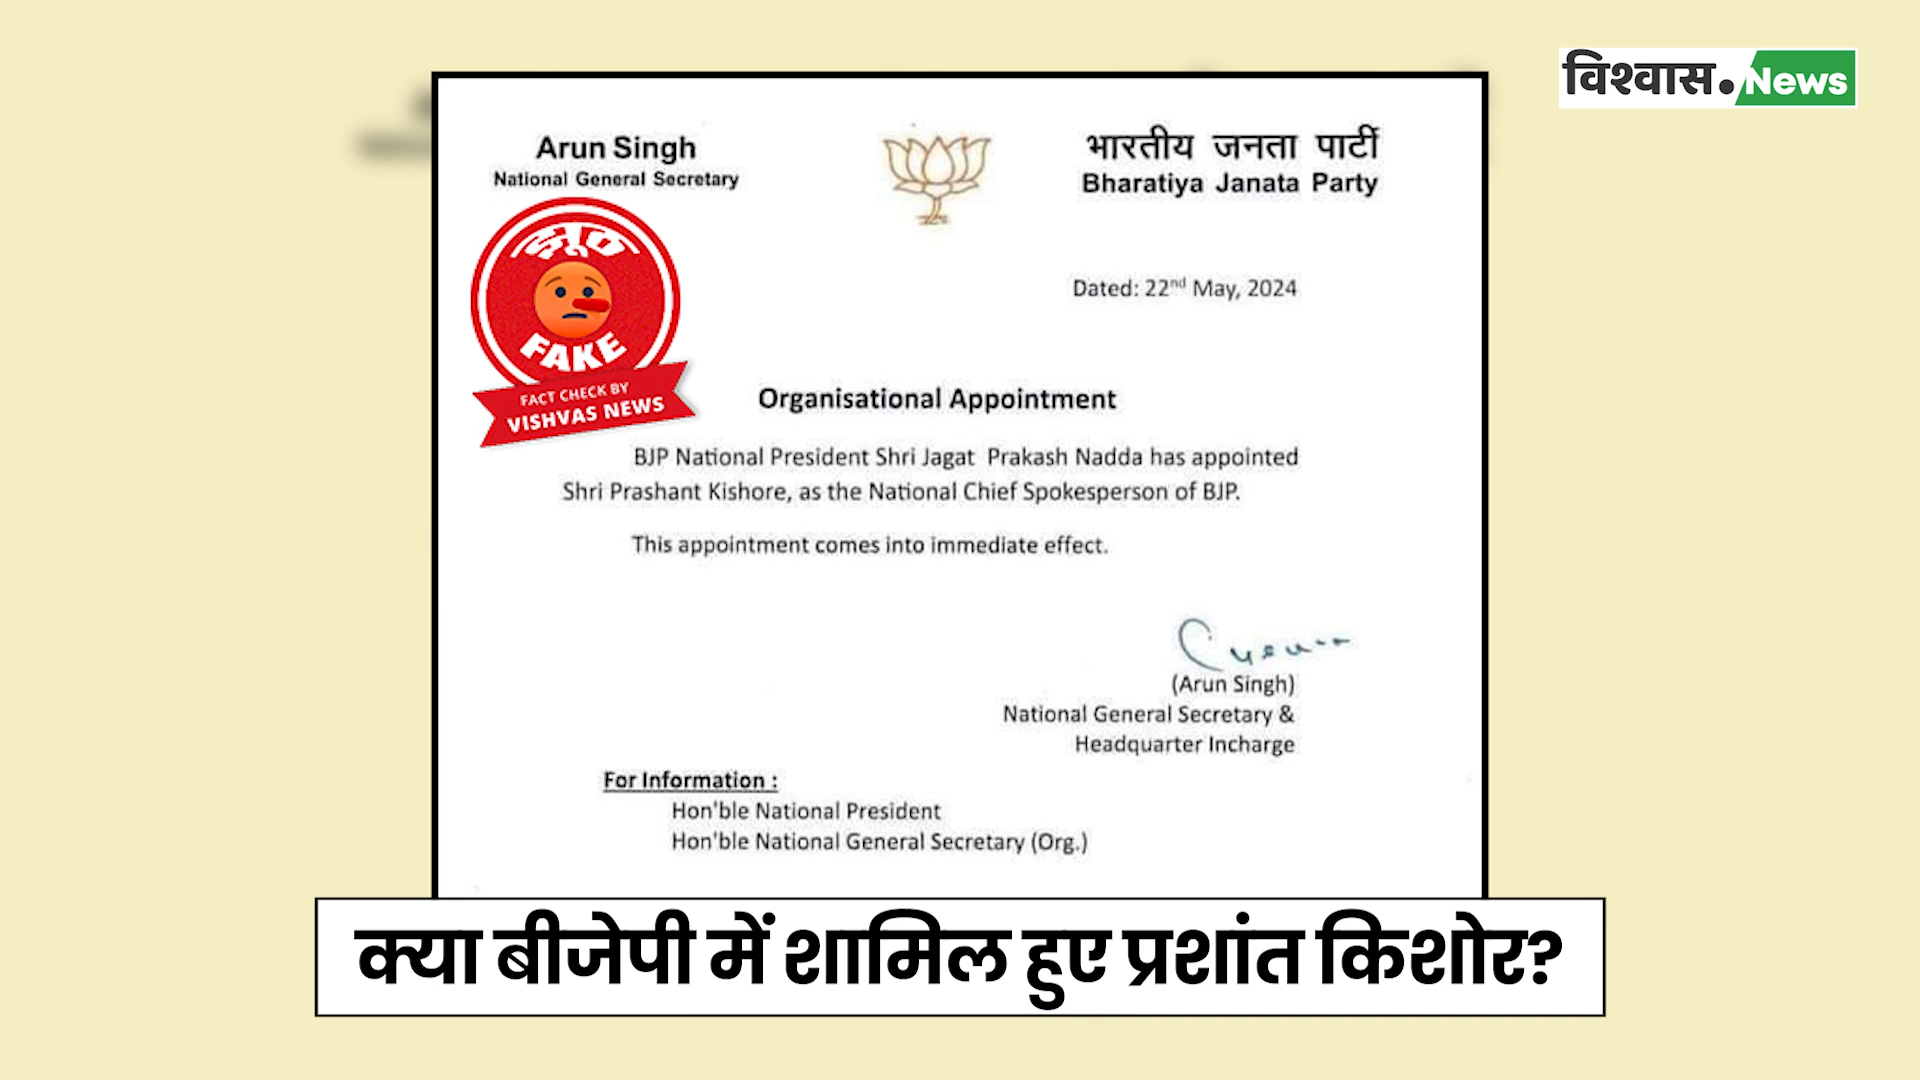 विश्वास.News
Arun Singh
National General Secretary
भारतीय जनता पार्टी
Bharatiya Janata Party
झूठ
FAKE
FACT CHECK BY
VISHVAS NEWS
Dated: 22nd May, 2024
Organisational Appointment
BJP National President Shri Jagat Prakash Nadda has appointed
Shri Prashant Kishore, as the National Chief Spokesperson of BJP.
This appointment comes into immediate effect.
(Arun Singh)
National General Secretary &
Headquarter Incharge
For Information :
Hon'ble National President
Hon'ble National General Secretary (Org.)
क्या बीजेपी में शामिल हुए प्रशांत किशोर?